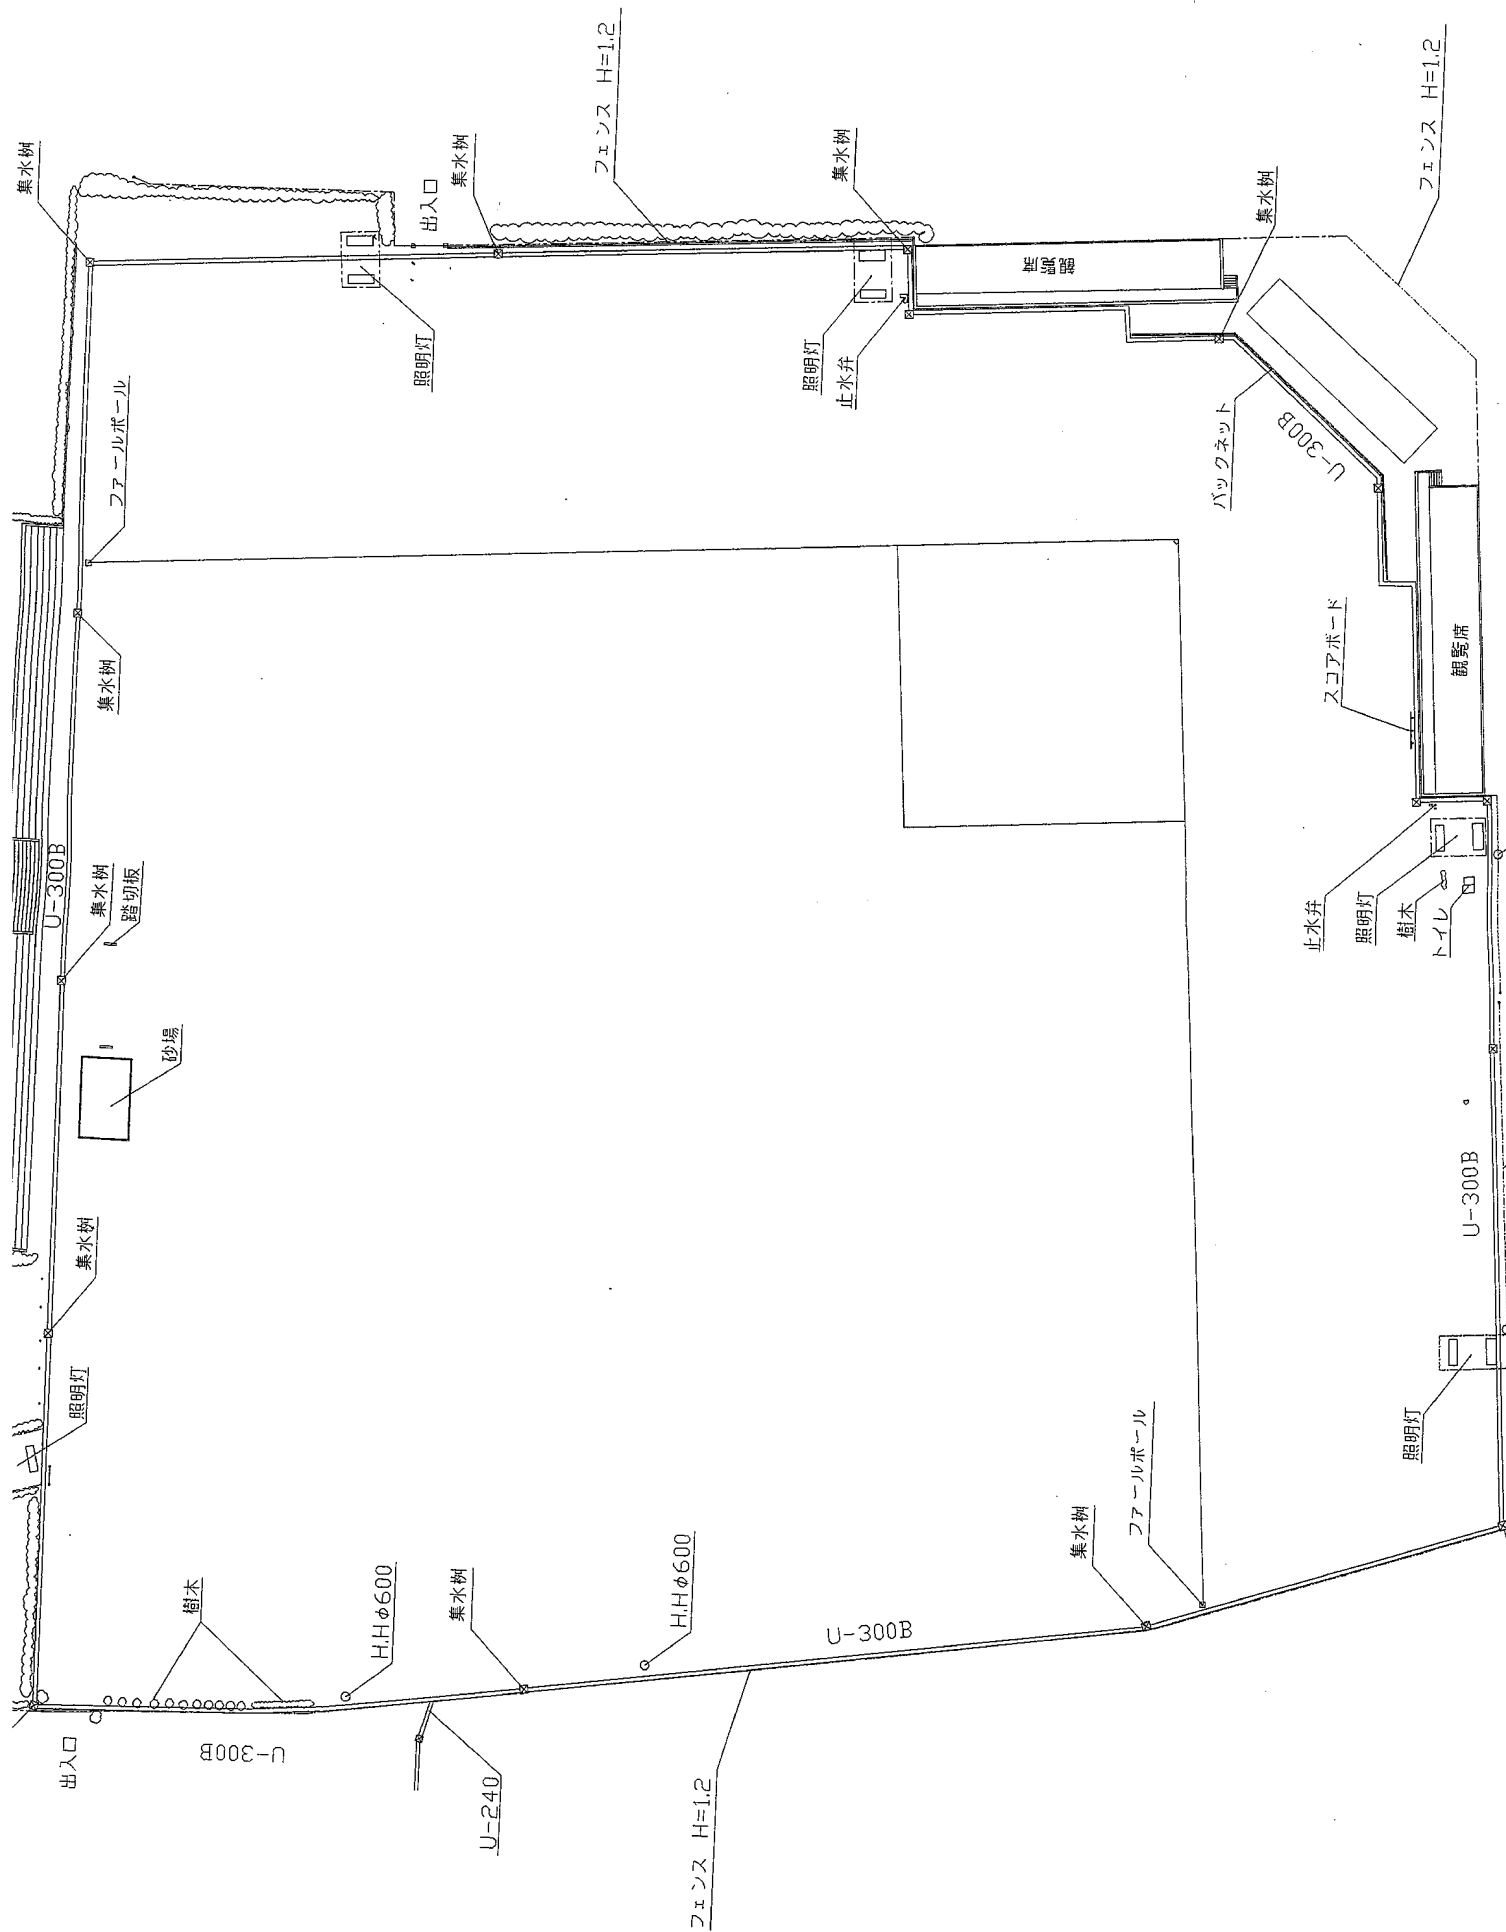 集水桝
集水桝
フェンス H=1.2
集水桝
フェンス H=1.2
出入口
集水桝
観覧席
照明灯
照明灯
止水弁
ファールポール
バックネット
U-300B
集水桝
スコアボード
観覧席
U-300B
集水桝
踏切板
止水弁
照明灯
樹木
トイレ
砂場
U-300B
集水桝
照明灯
照明灯
ファールポール
集水桝
樹木
H.Hφ600
集水桝
H.Hφ600
U-300B
出入口
U-300B
U-240
フェンス H=1.2